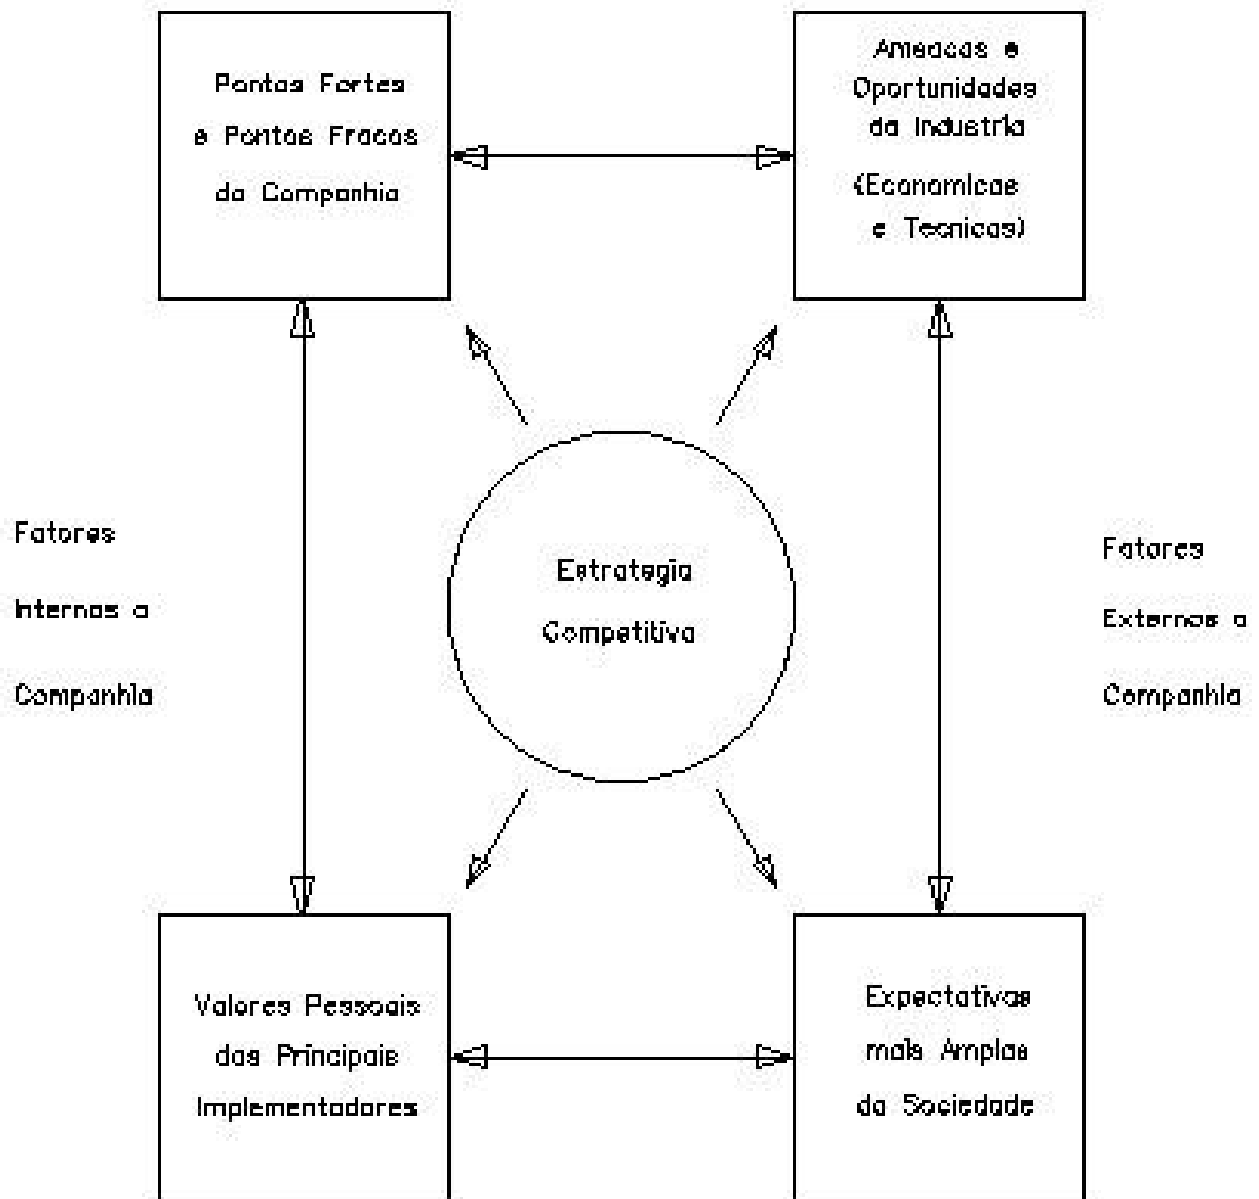 Pontos Fortes
e Pontos Fracos
da Companhia
Ameacas e
Oportunidades
da Industria
(Economicas
e Tecnicas)
Fatores
Internos a
Companhia
Estrategia
Competitiva
Fatores
Externos a
Companhia
Valores Pessoais
dos Principais
Implementadores
Expectativas
mais Amplas
da Sociedade